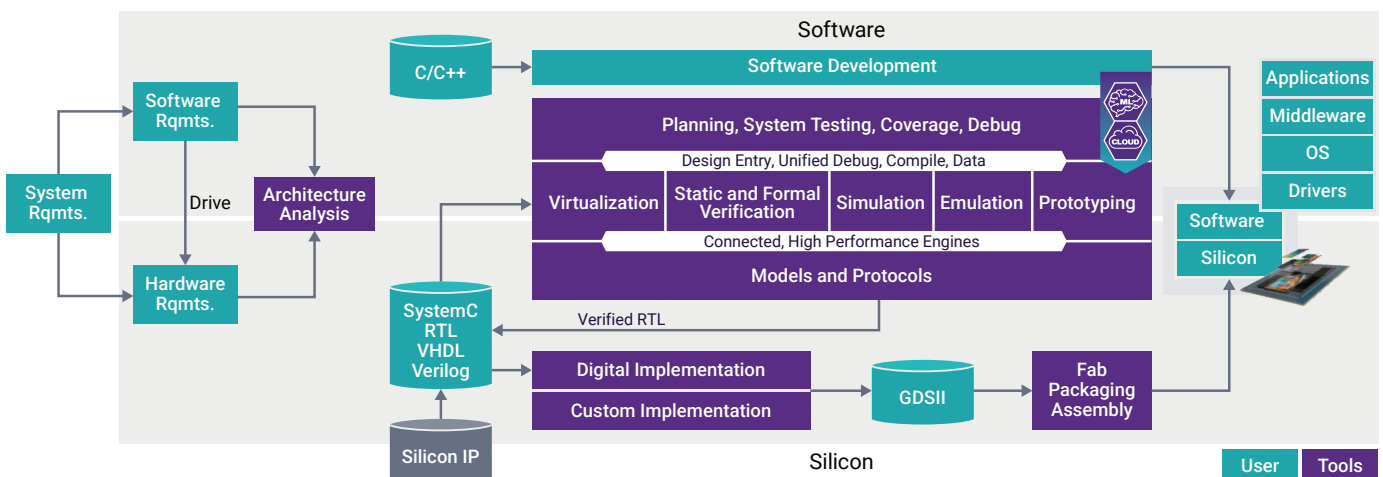 Software
C/C++
Software Development
Applications
Middleware
OS
Drivers
Software
Rqmts.
ML
CLOUD
Planning, System Testing, Coverage, Debug
Design Entry, Unified Debug, Compile, Data
System
Rqmts.
Drive
Architecture
Analysis
Virtualization
Static and Formal
Verification
Simulation
Emulation
Prototyping
Software
Silicon
Connected, High Performance Engines
Models and Protocols
Hardware
Rqmts.
SystemC
RTL
VHDL
Verilog
Verified RTL
Digital Implementation
Custom Implementation
GDSII
Fab
Packaging
Assembly
Silicon IP
Silicon
User
Tools